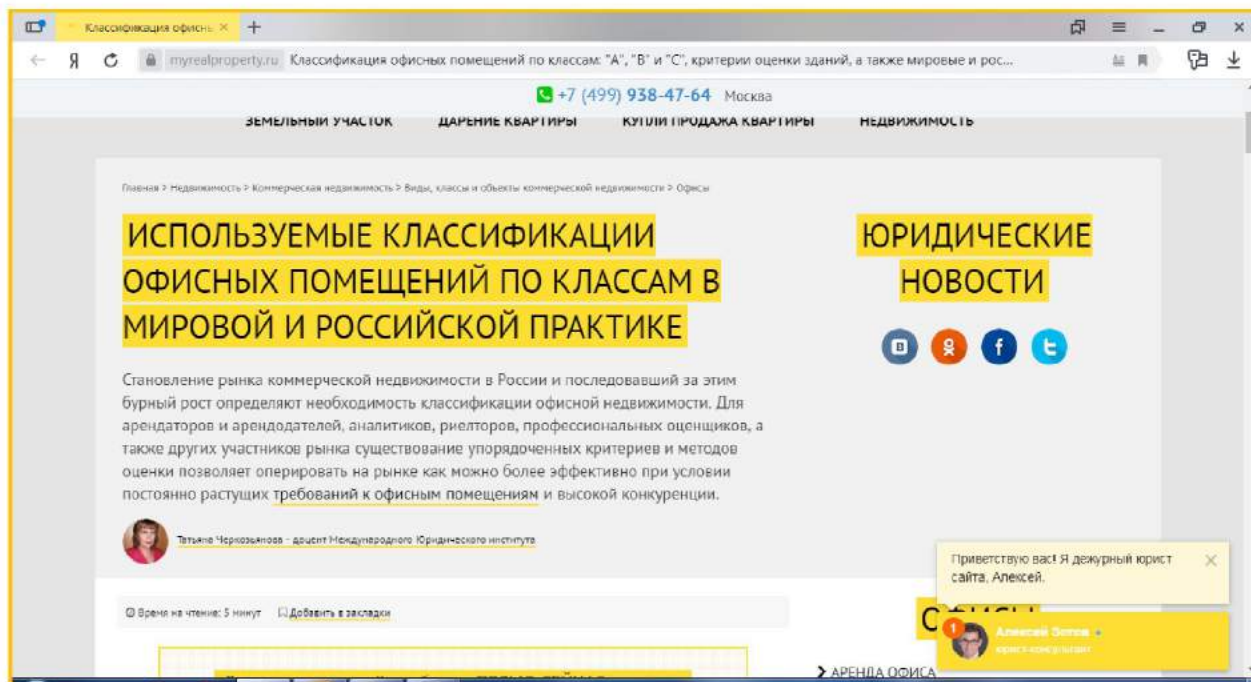 Классификация офисны
Я myrealproperty.ru Классификация офисных помещений по классам: "А", "В" и "С", критерии оценки зданий, а также мировые и рос...
+7 (499) 938-47-64 Москва
ЗЕМЕЛЬНЫЙ УЧАСТОК ДАРЕНИЕ КВАРТИРЫ КУПЛИ ПРОДАЖА КВАРТИРЫ НЕДВИЖИМОСТЬ
Главная > Недвижимость > Коммерческая недвижимость > Виды, классы и объекты коммерческой недвижимости > Офисы
ИСПОЛЬЗУЕМЫЕ КЛАССИФИКАЦИИ
ОФИСНЫХ ПОМЕЩЕНИЙ ПО КЛАССАМ В
МИРОВОЙ И РОССИЙСКОЙ ПРАКТИКЕ
Становление рынка коммерческой недвижимости в России и последовавший за этим
бурный рост определяют необходимость классификации офисной недвижимости. Для
арендаторов и арендодателей, аналитиков, риелторов, профессиональных оценщиков, а
также других участников рынка существование упорядоченных критериев и методов
оценки позволяет оперировать на рынке как можно более эффективно при условии
постоянно растущих требований к офисным помещениям и высокой конкуренции.
Татьяна Черкозьянова - доцент Международного Юридического института
Время на чтение: 5 минут Добавить в закладки
ЮРИДИЧЕСКИЕ
НОВОСТИ
Приветствую вас! Я дежурный юрист
сайта, Алексей.
ОФИСЫ
1
Алексей Зотов
юрист-консультант
АРЕНДА ОФИСА